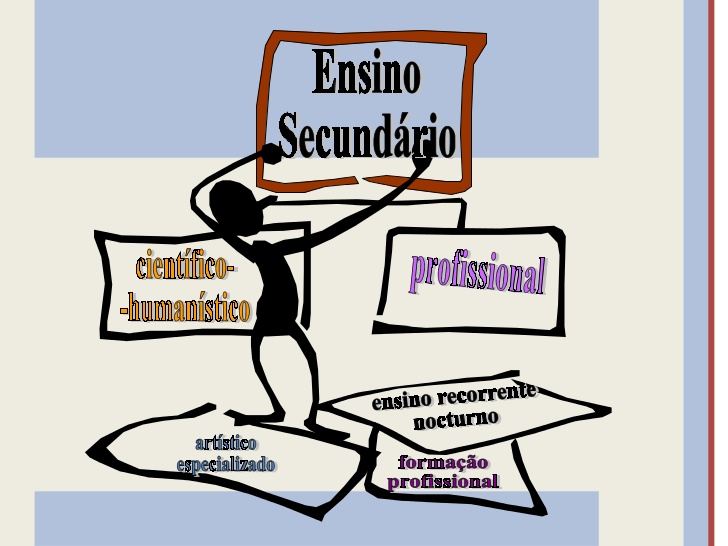 Ensino
Secundário
científico-
-humanístico
profissional
ensino recorrente
nocturno
artístico
especializado
formação
profissional